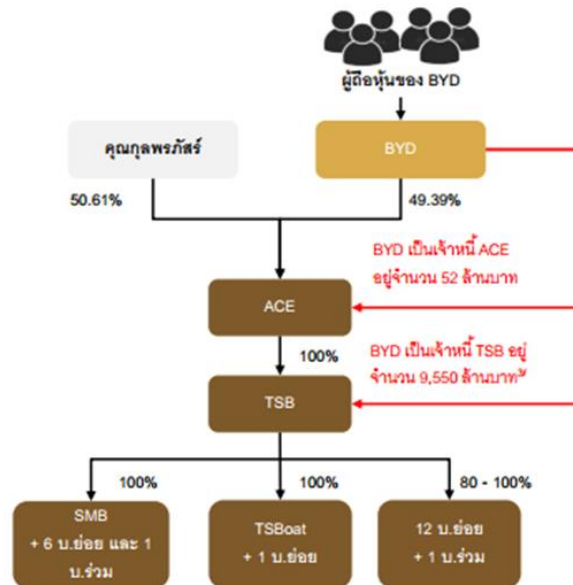 ผู้ถือหุ้นของ BYD
คุณกุลพรภัสร์
BYD
50.61%
49.39%
BYD เป็นเจ้าหนี้ ACE
อยู่จำนวน 52 ล้านบาท
ACE
100%
BYD เป็นเจ้าหนี้ TSB อยู่
จำนวน 9,550 ล้านบาท
TSB
100%
100%
80 - 100%
SMB
+ 6 บ.ย่อย และ 1
บ.ร่วม
TSBoat
+ 1 บ.ย่อย
12 บ.ย่อย
+ 1 บ.ร่วม